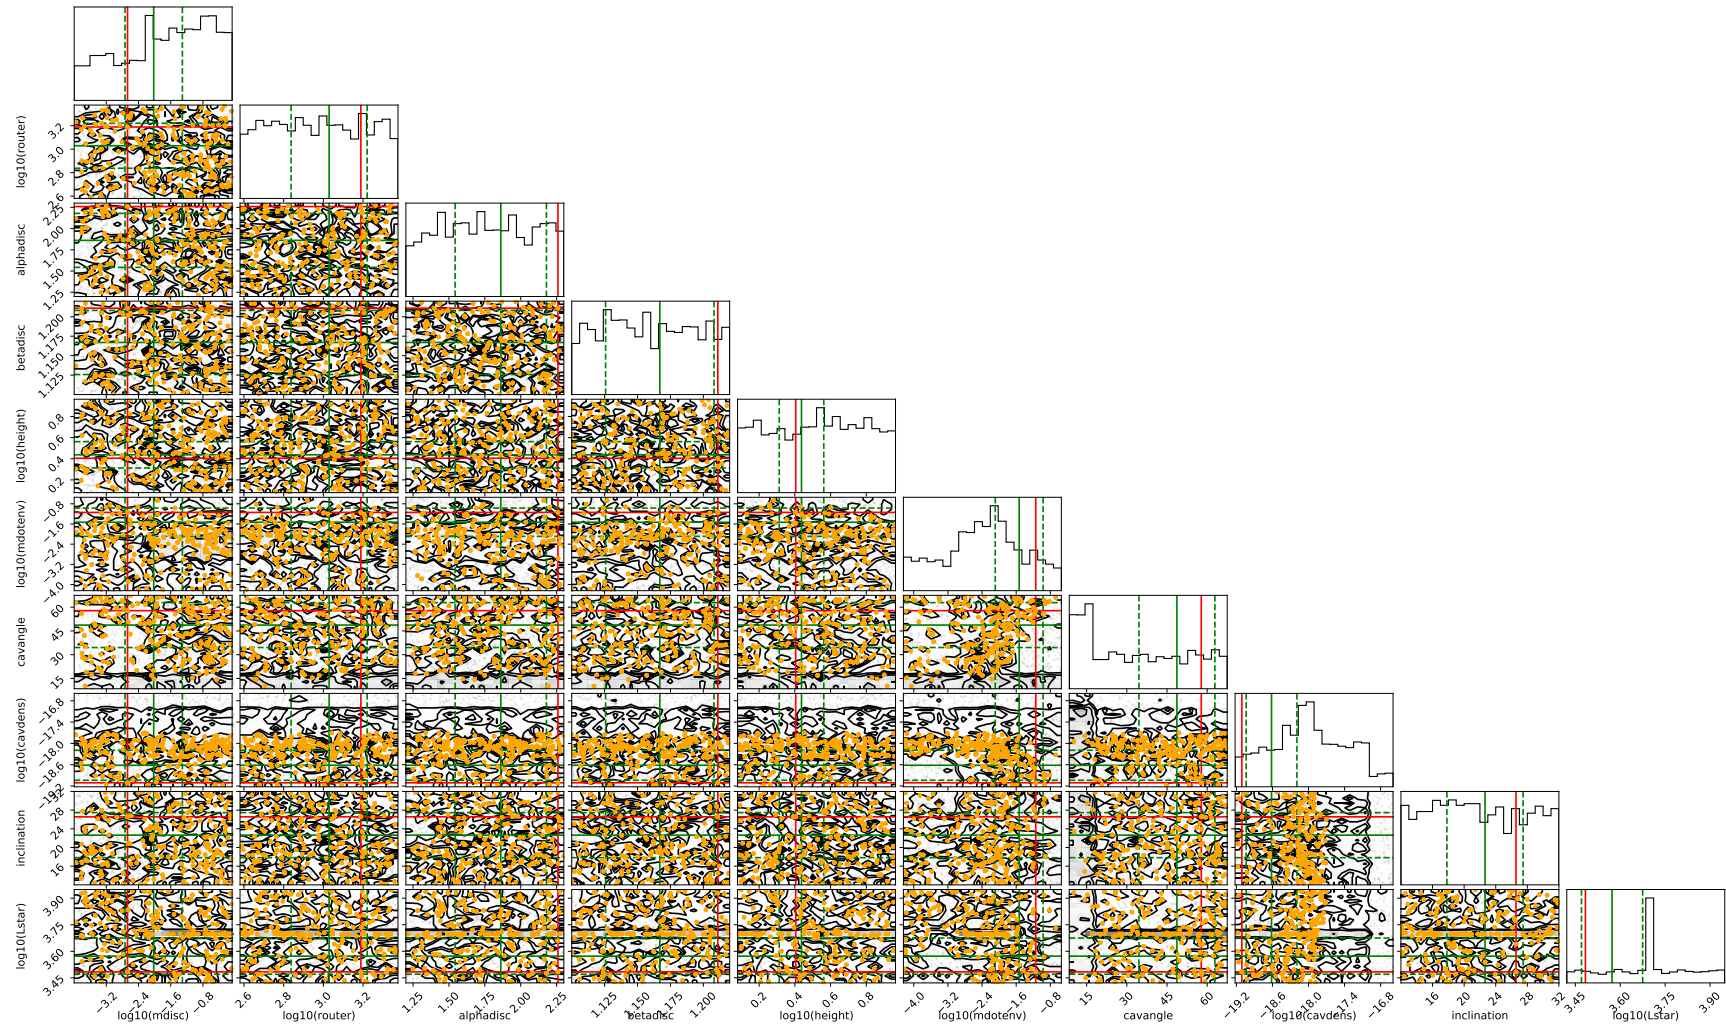 log10(router)
3.2
3.0
2.8
2.6
alphadisc
2.25
2.00
1.75
1.50
1.25
betadisc
1.200
1.175
1.150
1.125
log10(height)
0.8
0.6
0.4
0.2
log10(mdotenv)
−0.8
−1.6
−2.4
−3.2
−4.0
cavangle
60
45
30
15
log10(cavdens)
−16.8
−17.4
−18.0
−18.6
−19.2
inclination
28
24
20
16
log10(Lstar)
3.90
3.75
3.60
3.45
−3.2 −2.4 −1.6 −0.8
log10(mdisc)
2.6 2.8 3.0 3.2
log10(router)
1.25 1.50 1.75 2.00 2.25
alphadisc
1.125 1.150 1.175 1.200
betadisc
0.2 0.4 0.6 0.8
log10(height)
−4.0 −3.2 −2.4 −1.6 −0.8
log10(mdotenv)
15 30 45 60
cavangle
−19.2 −18.6 −18.0 −17.4 −16.8
log10(cavdens)
16 20 24 28 32
inclination
3.45 3.60 3.75 3.90
log10(Lstar)